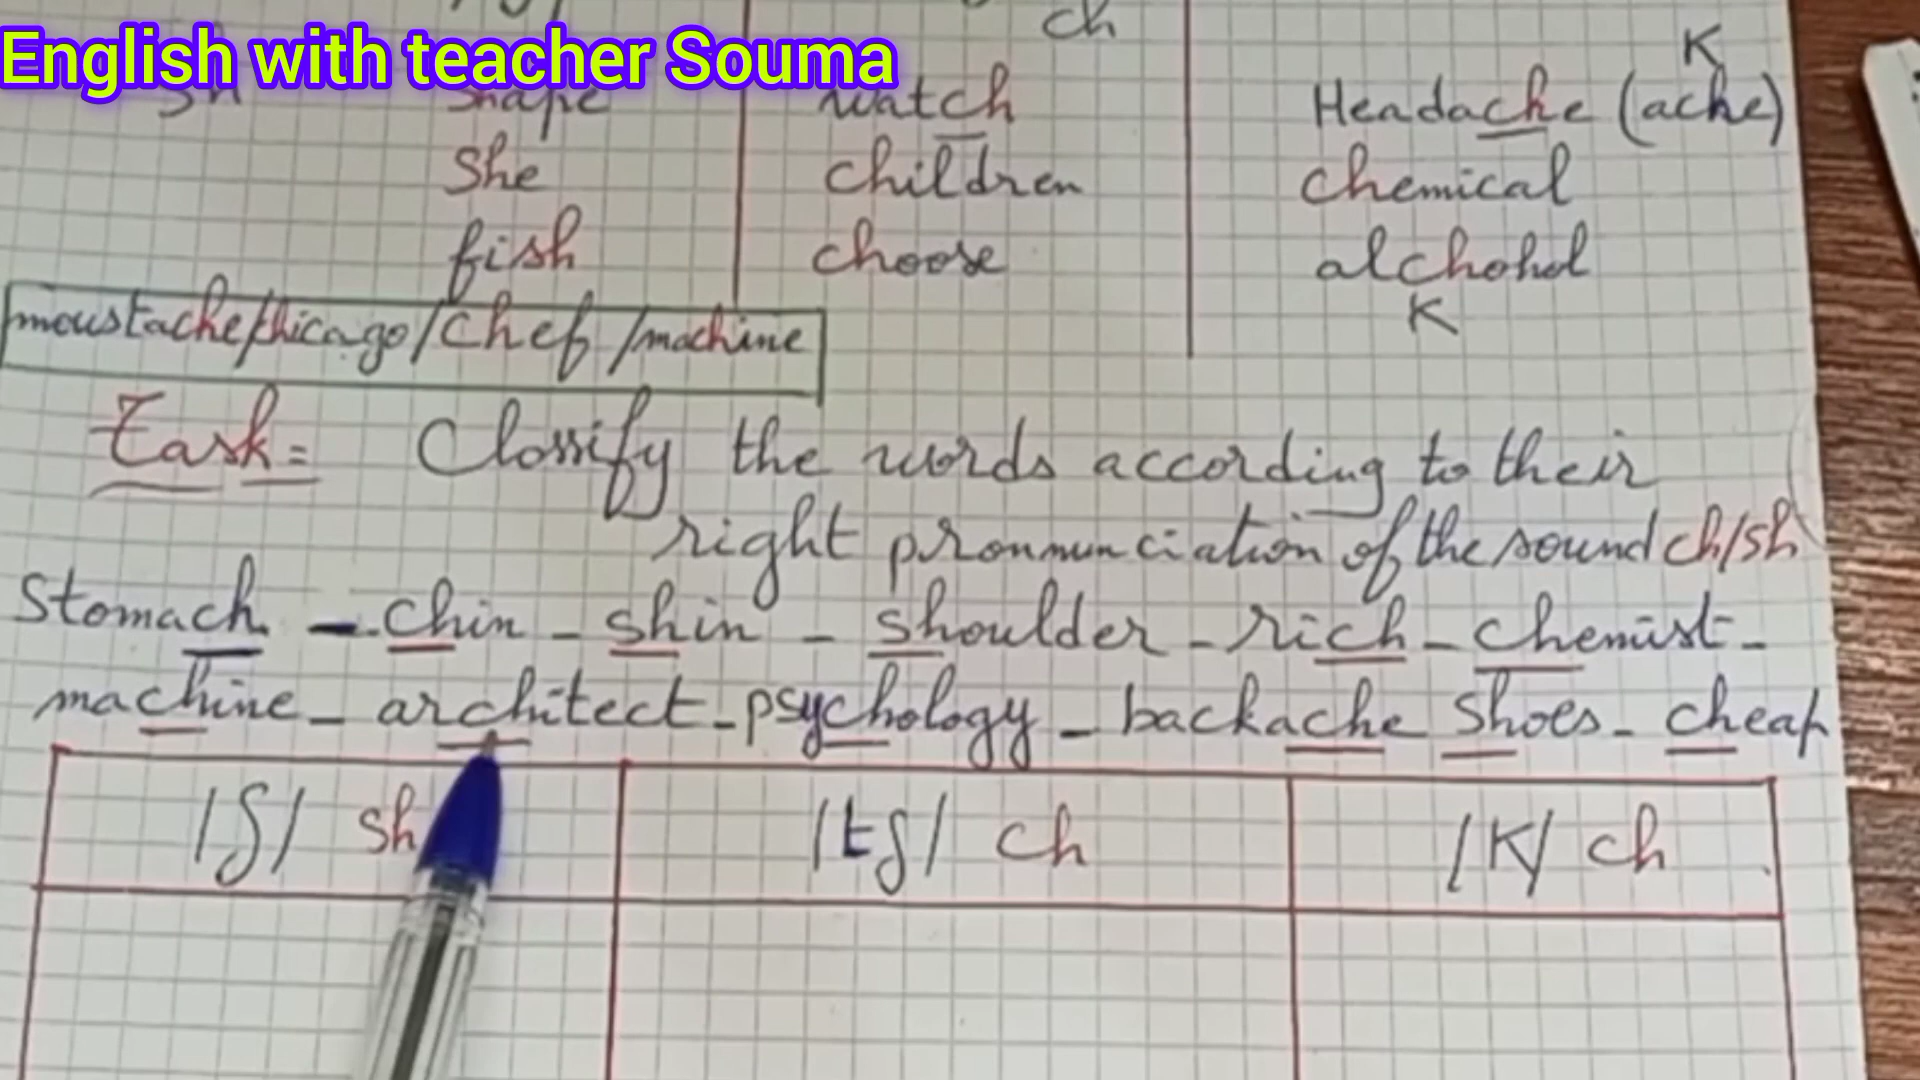 ch
English with teacher Souma
K
sh shape watch Headache (ache)
She children chemical
fish choose alchohol
K
moustache/chicago/chef/machine
Task= Classify the words according to their
right pronmunciation of the sound ch/sh
Stomach - chin - shin - shoulder - rich - chemist -
machine - architect - psychology - backache shoes - cheap
/ʃ/ sh /tʃ/ ch /K/ ch